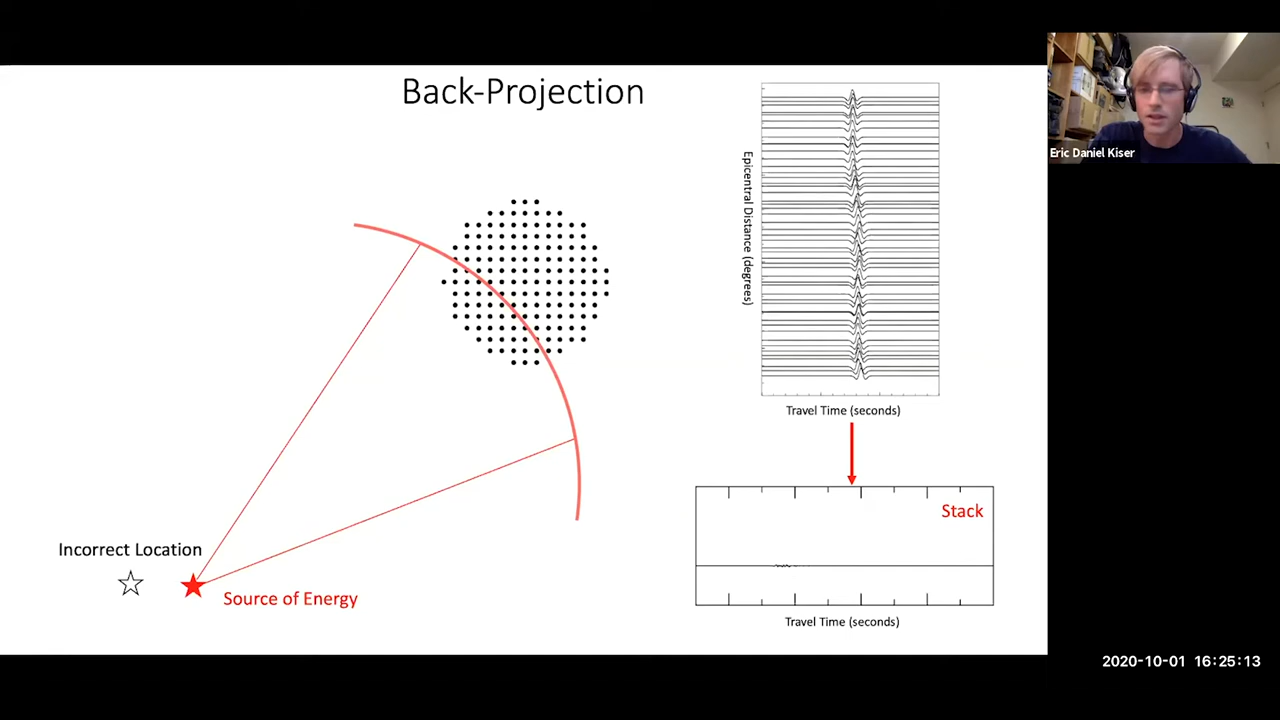 Back-Projection
Eric Daniel Kiser
Epicentral Distance (degrees)
Travel Time (seconds)
Stack
Incorrect Location
Source of Energy
Travel Time (seconds)
2020-10-01 16:25:13